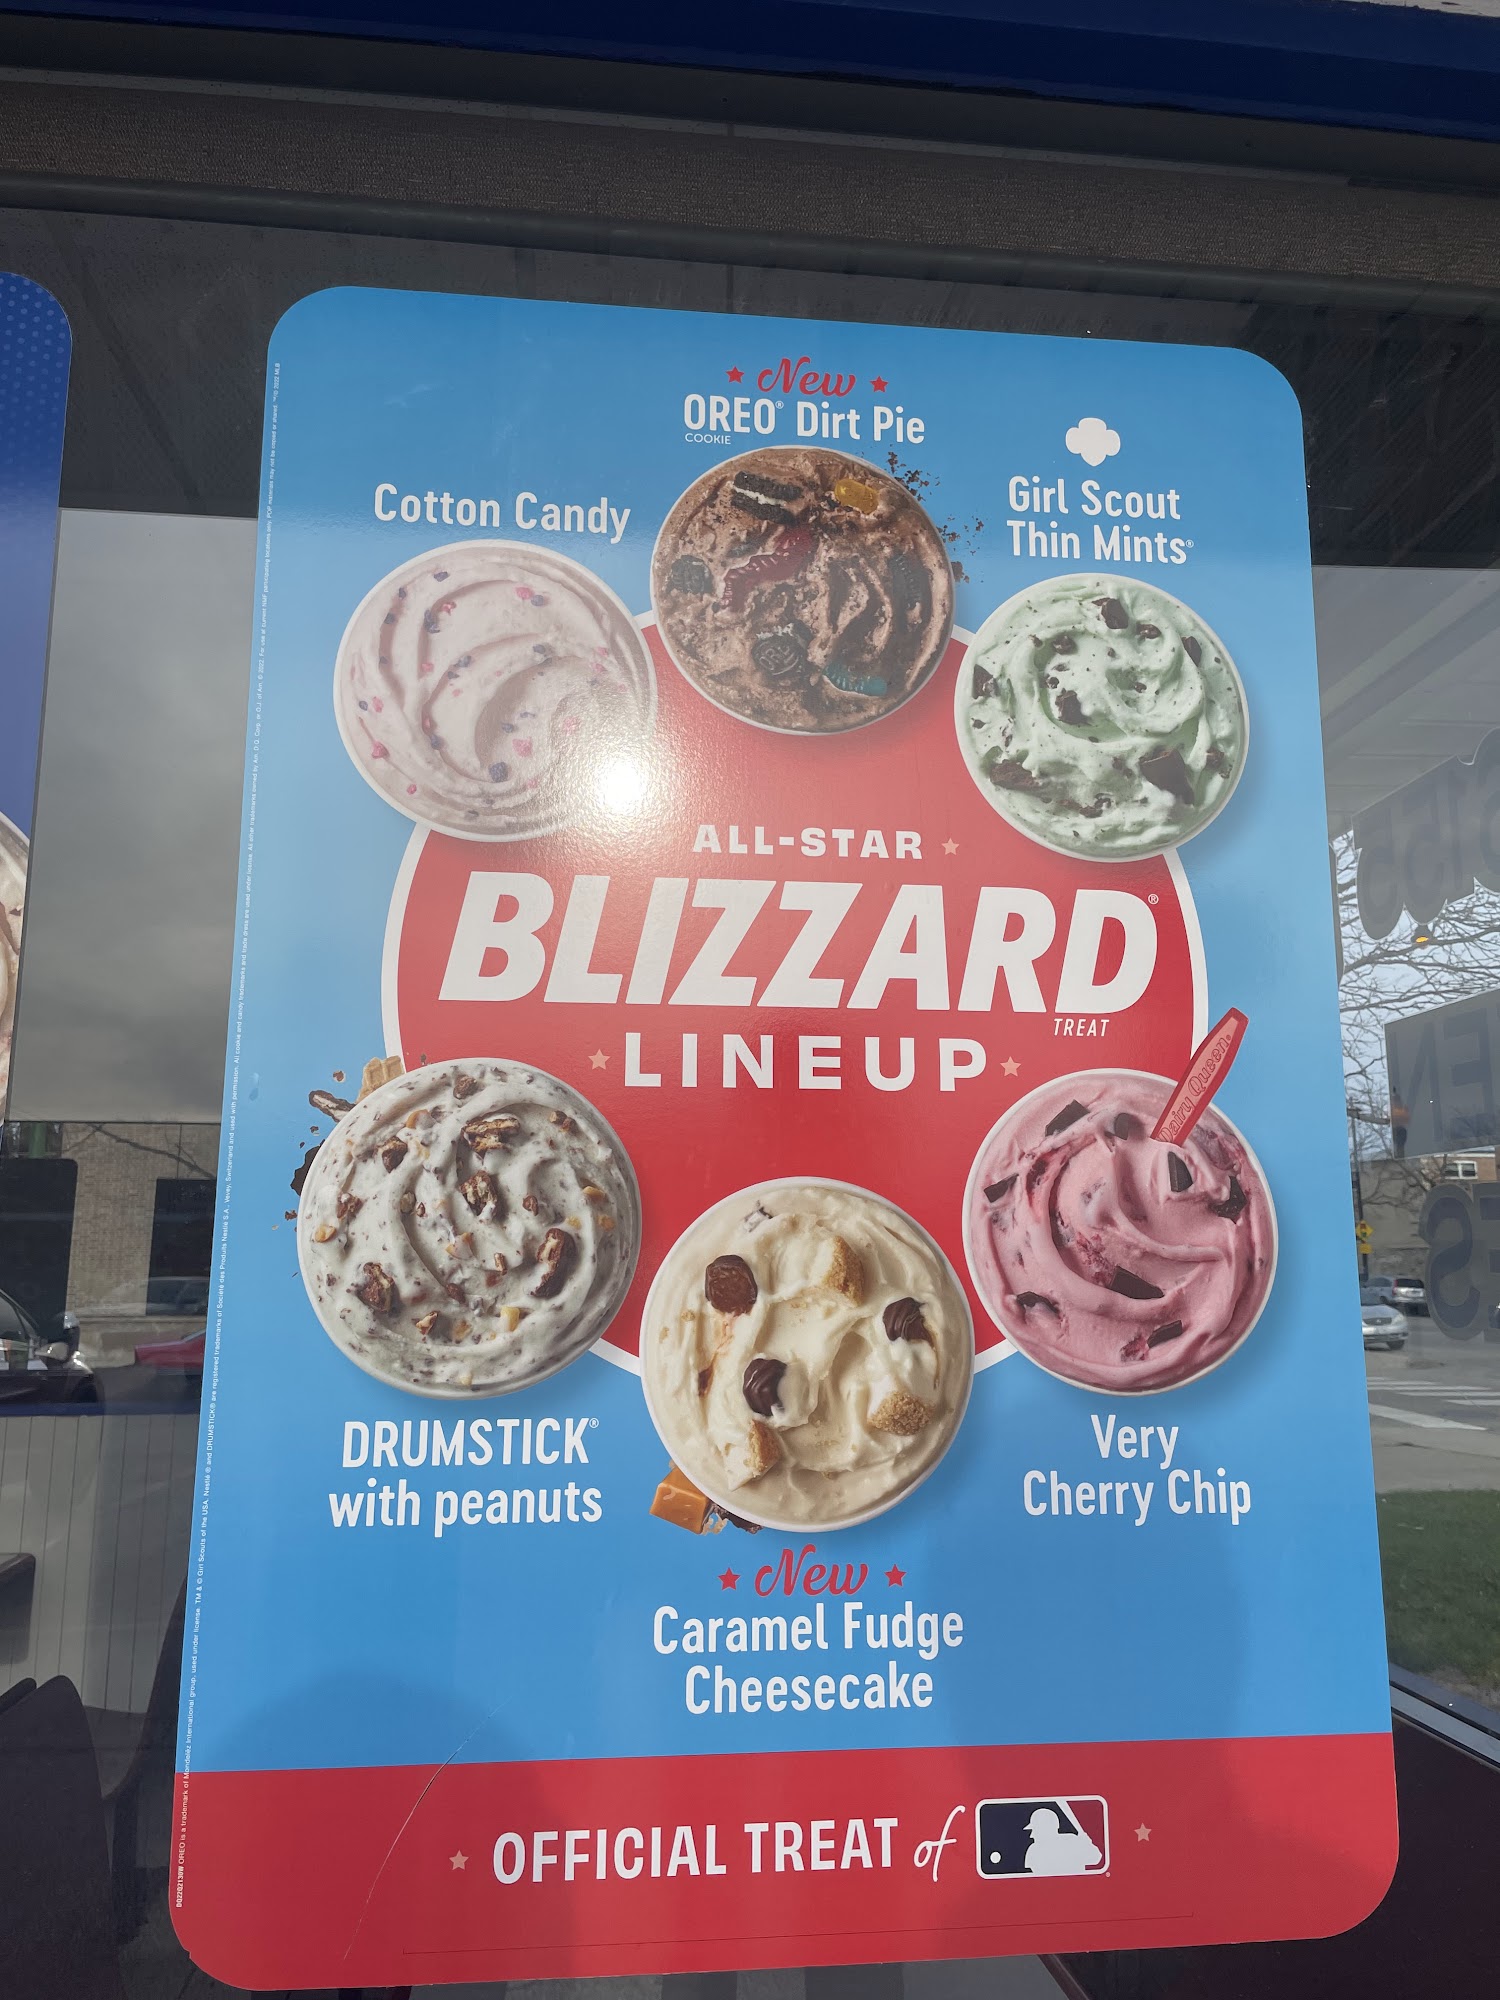 ★ New ★
OREO® Dirt Pie
COOKIE
Cotton Candy
Girl Scout
Thin Mints®
ALL-STAR ★
BLIZZARD®
TREAT
★ LINEUP ★
Dairy Queen®
DRUMSTICK®
with peanuts
Very
Cherry Chip
★ New ★
Caramel Fudge
Cheesecake
★ OFFICIAL TREAT of ★